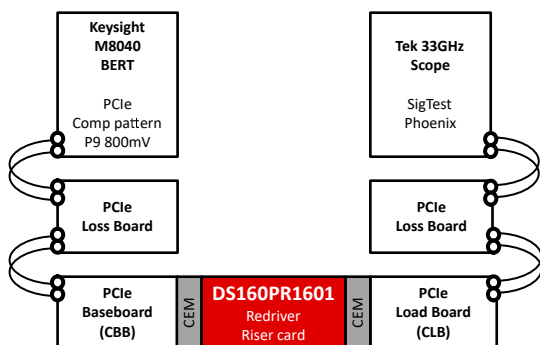 Keysight
M8040
BERT
PCIe
Comp pattern
P9 800mV
Tek 33GHz
Scope
SigTest
Phoenix
PCIe
Loss Board
PCIe
Loss Board
PCIe
Baseboard
(CBB)
CEM
DS160PR1601
Redriver
Riser card
CEM
PCIe
Load Board
(CLB)